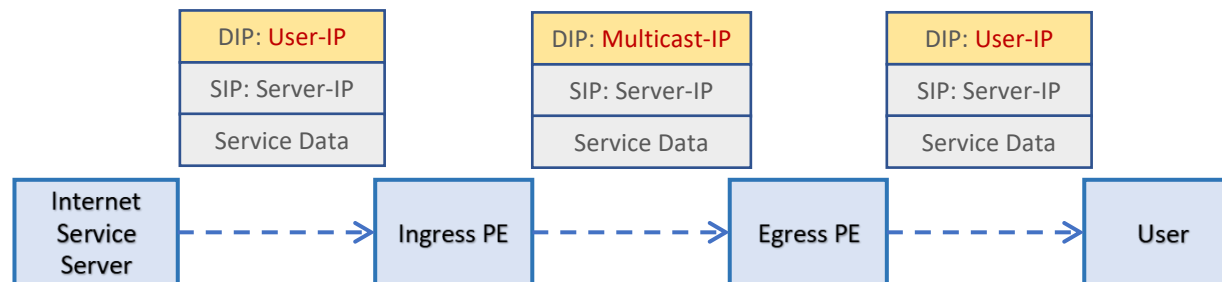 DIP: User-IP
SIP: Server-IP
Service Data
DIP: Multicast-IP
SIP: Server-IP
Service Data
DIP: User-IP
SIP: Server-IP
Service Data
Internet
Service
Server
Ingress PE
Egress PE
User